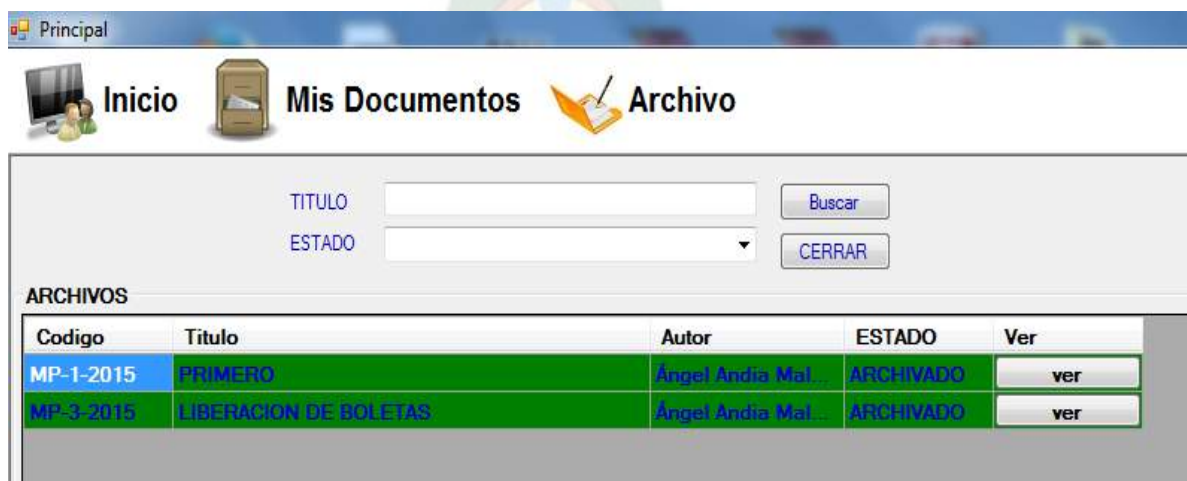 Principal
Inicio Mis Documentos Archivo
TITULO Buscar
ESTADO CERRAR
ARCHIVOS
Codigo Titulo Autor ESTADO Ver
MP-1-2015 PRIMERO Ángel Andia Mal... ARCHIVADO ver
MP-3-2015 LIBERACION DE BOLETAS Ángel Andia Mal... ARCHIVADO ver